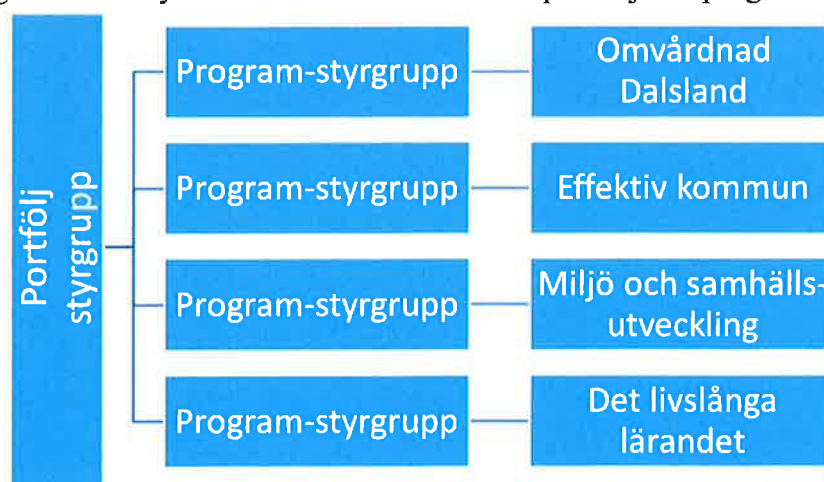 Portfölj
styrgrupp
Program-styrgrupp
Omvårdnad
Dalsland
Program-styrgrupp
Effektiv kommun
Program-styrgrupp
Miljö och samhälls-
utveckling
Program-styrgrupp
Det livslånga
lärandet